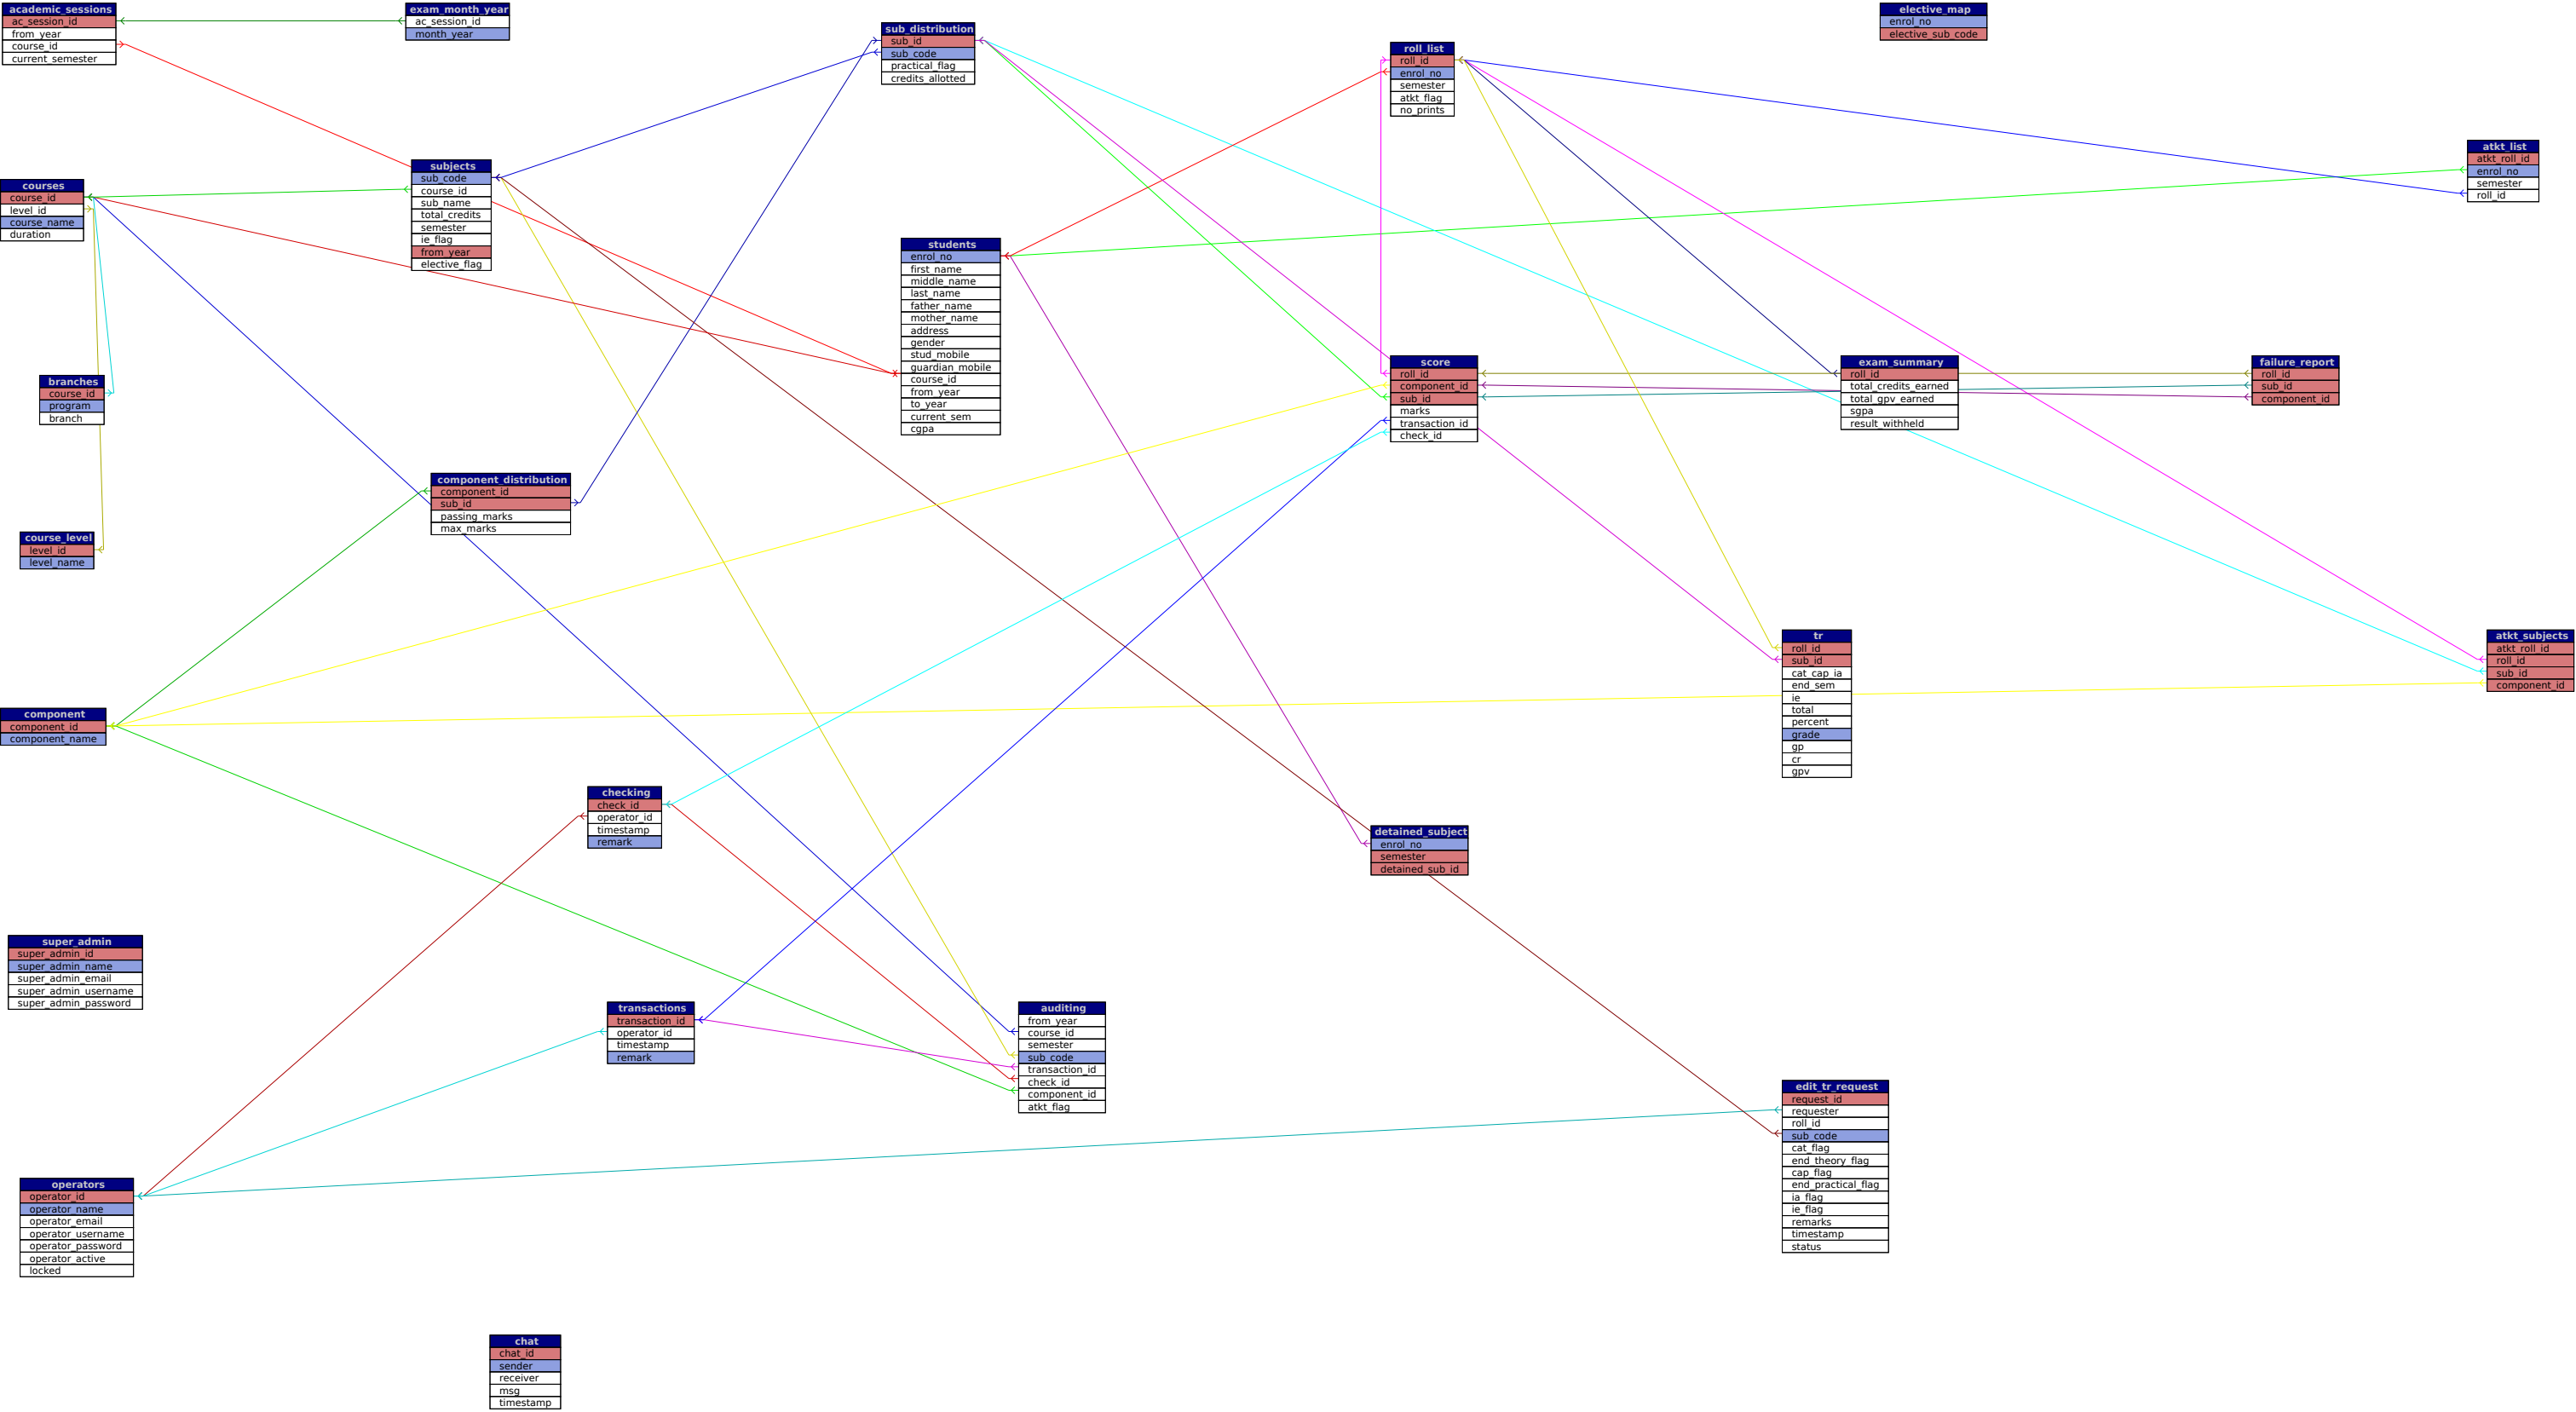 academic_sessions
ac_session_id
from_year
course_id
current_semester
exam_month_year
ac_session_id
month_year
sub_distribution
sub_id
sub_code
practical_flag
credits_allotted
roll_list
roll_id
enrol_no
semester
atkt_flag
no_prints
elective_map
enrol_no
elective_sub_code
atkt_list
atkt_roll_id
enrol_no
semester
roll_id
courses
course_id
level_id
course_name
duration
subjects
sub_code
course_id
sub_name
total_credits
semester
ie_flag
from_year
elective_flag
students
enrol_no
first_name
middle_name
last_name
father_name
mother_name
address
gender
stud_mobile
guardian_mobile
course_id
from_year
to_year
current_sem
cgpa
score
roll_id
component_id
sub_id
marks
transaction_id
check_id
exam_summary
roll_id
total_credits_earned
total_gpv_earned
sgpa
result_withheld
failure_report
roll_id
sub_id
component_id
branches
course_id
program
branch
component_distribution
component_id
sub_id
passing_marks
max_marks
course_level
level_id
level_name
tr
roll_id
sub_id
cat_cap_ia
end_sem
ie
total
percent
grade
gp
cr
gpv
atkt_subjects
atkt_roll_id
roll_id
sub_id
component_id
component
component_id
component_name
checking
check_id
operator_id
timestamp
remark
detained_subject
enrol_no
semester
detained_sub_id
super_admin
super_admin_id
super_admin_name
super_admin_email
super_admin_username
super_admin_password
transactions
transaction_id
operator_id
timestamp
remark
auditing
from_year
course_id
semester
sub_code
transaction_id
check_id
component_id
atkt_flag
edit_tr_request
request_id
requester
roll_id
sub_code
cat_flag
end_theory_flag
cap_flag
end_practical_flag
ia_flag
ie_flag
remarks
timestamp
status
operators
operator_id
operator_name
operator_email
operator_username
operator_password
operator_active
locked
chat
chat_id
sender
receiver
msg
timestamp